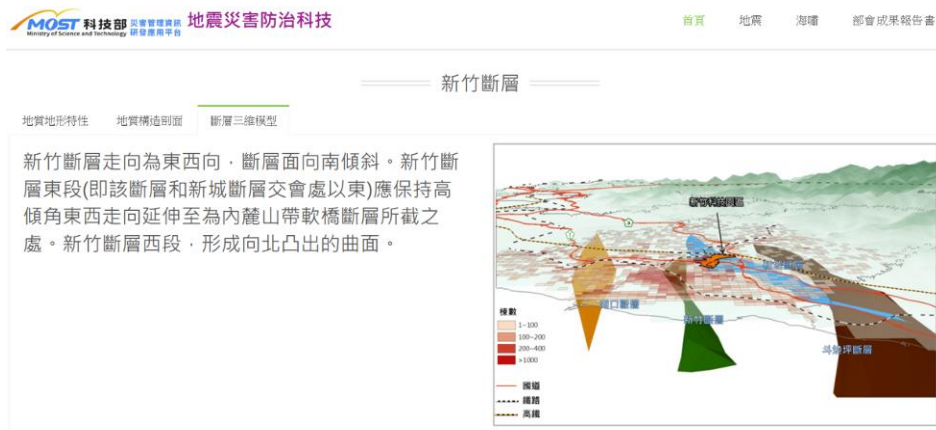 MOST 科技部 災害管理資訊
Ministry of Science and Technology 研發應用平台
地震災害防治科技
首頁 地震 海嘯 部會成果報告書
新竹斷層
地質地形特性 地質構造剖面 斷層三維模型
新竹斷層走向為東西向，斷層面向南傾斜。新竹斷
層東段(即該斷層和新城斷層交會處以東)應保持高
傾角東西走向延伸至為內麓山帶軟橋斷層所截之
處。新竹斷層西段，形成向北凸出的曲面。
新竹科技園區
湖口斷層
新竹斷層
新城斷層
斗煥坪斷層
棟數
1~100
100~200
200~400
>1000
國道
鐵路
高鐵